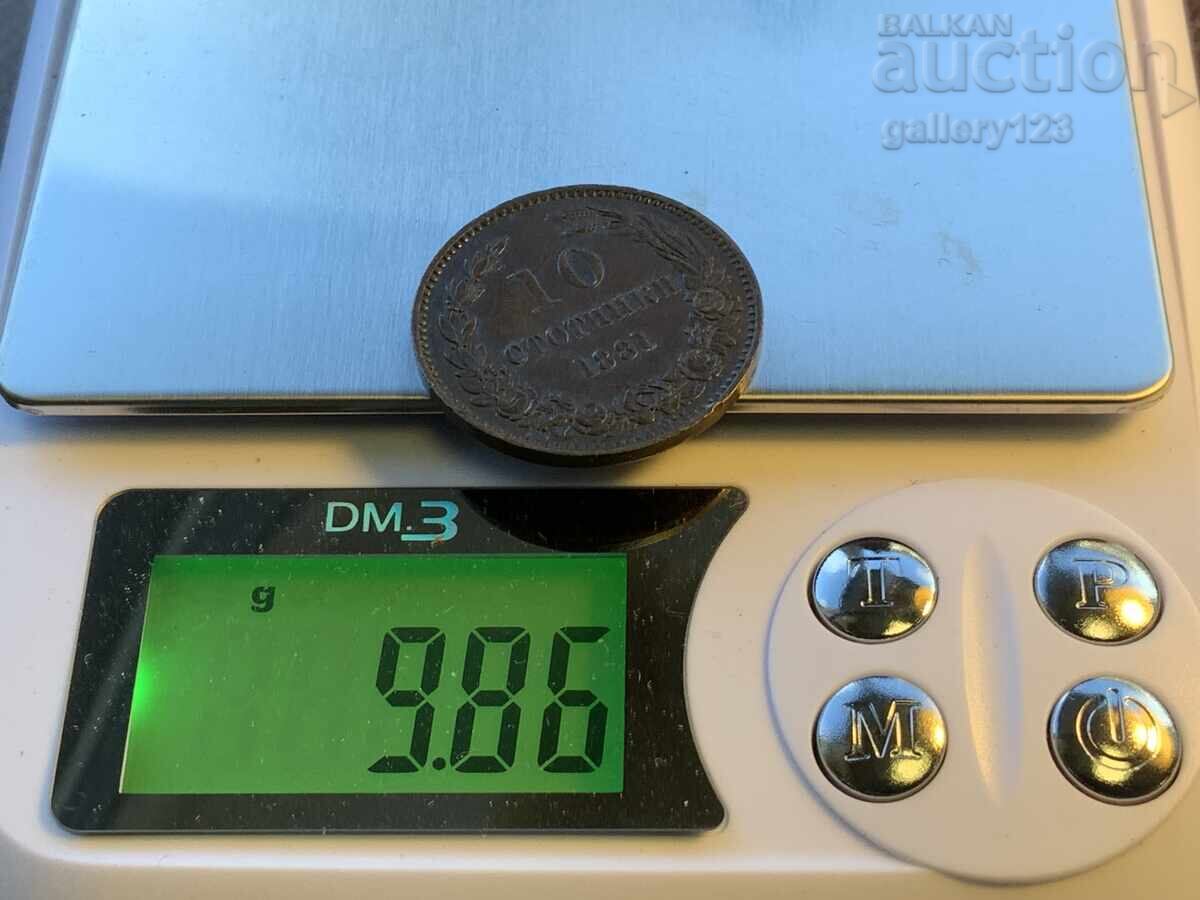 BALKAN
auction
gallery123
10
СТОТИНКИ
1881
DM.3
g
9.86
T
P
M